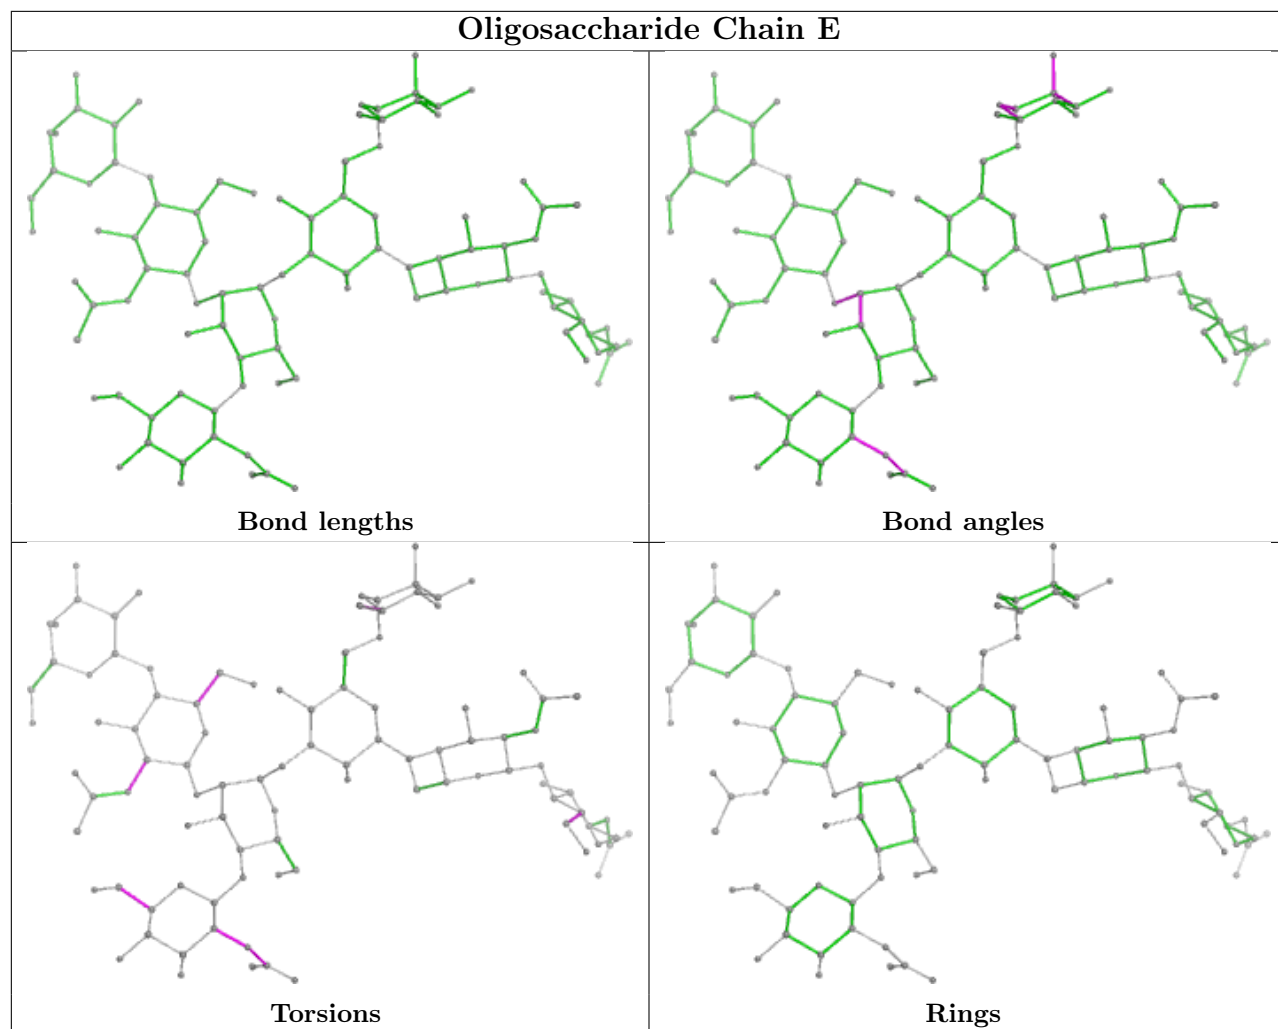 Oligosaccharide Chain E
Bond lengths
Bond angles
Torsions
Rings